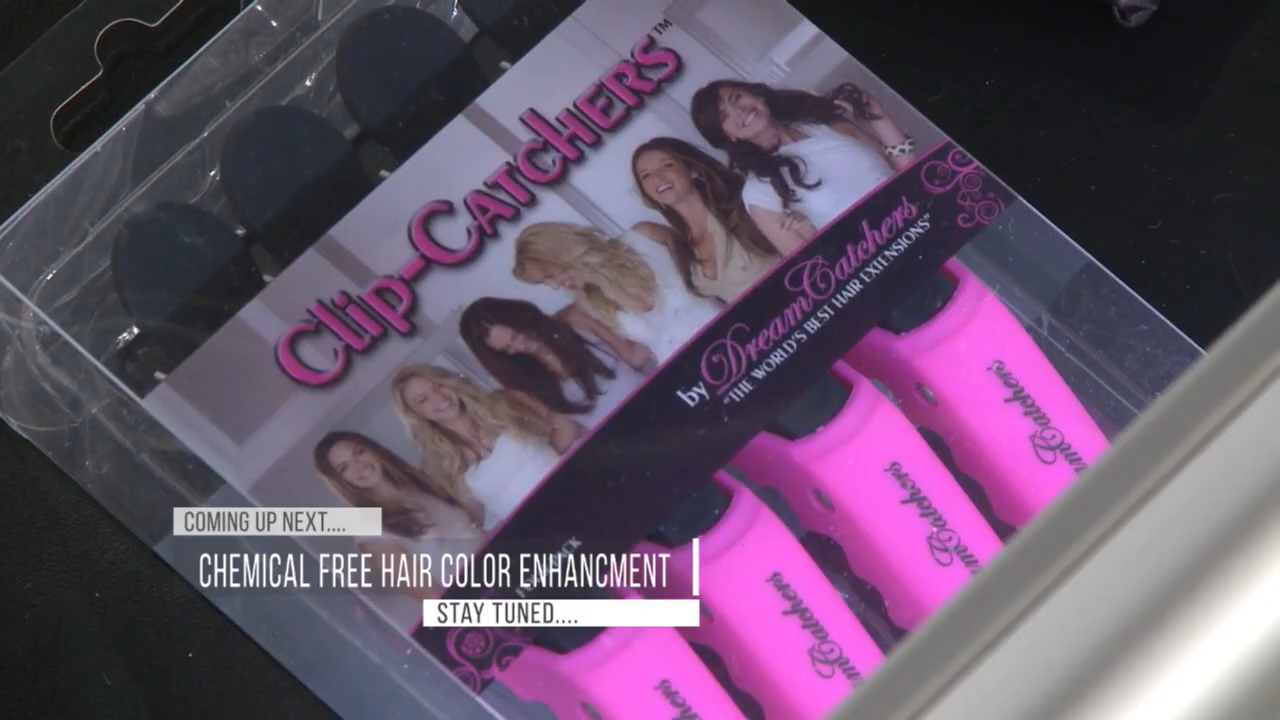 Clip-CATCHERS™
by DreamCatchers
"THE WORLD'S BEST HAIR EXTENSIONS"
DreamCatchers
DreamCatchers
DreamCatchers
COMING UP NEXT....
CHEMICAL FREE HAIR COLOR ENHANCMENT
STAY TUNED....